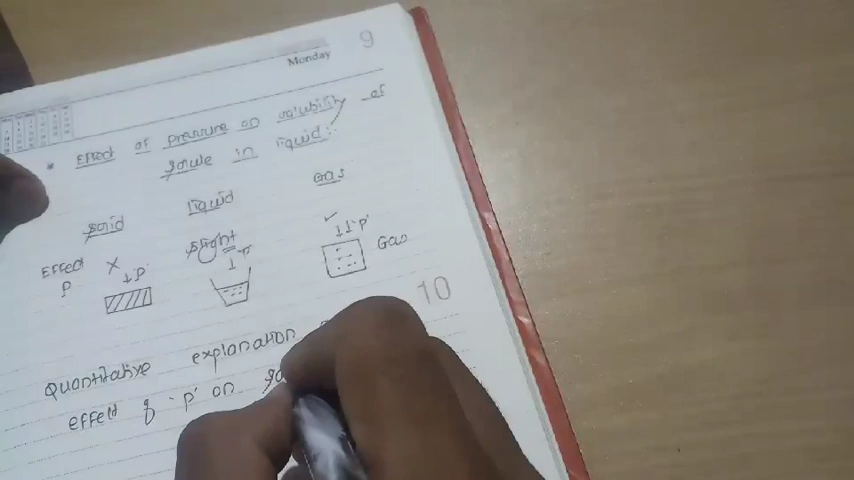 9
Monday
* Effect of pressure on solubility of
solute in liquid:
solid liquid Gas
Effect P X ↓P slight ↓P ✓ ↓↓'P' Gas
10
Quantitative explanation
effect of 'P' on